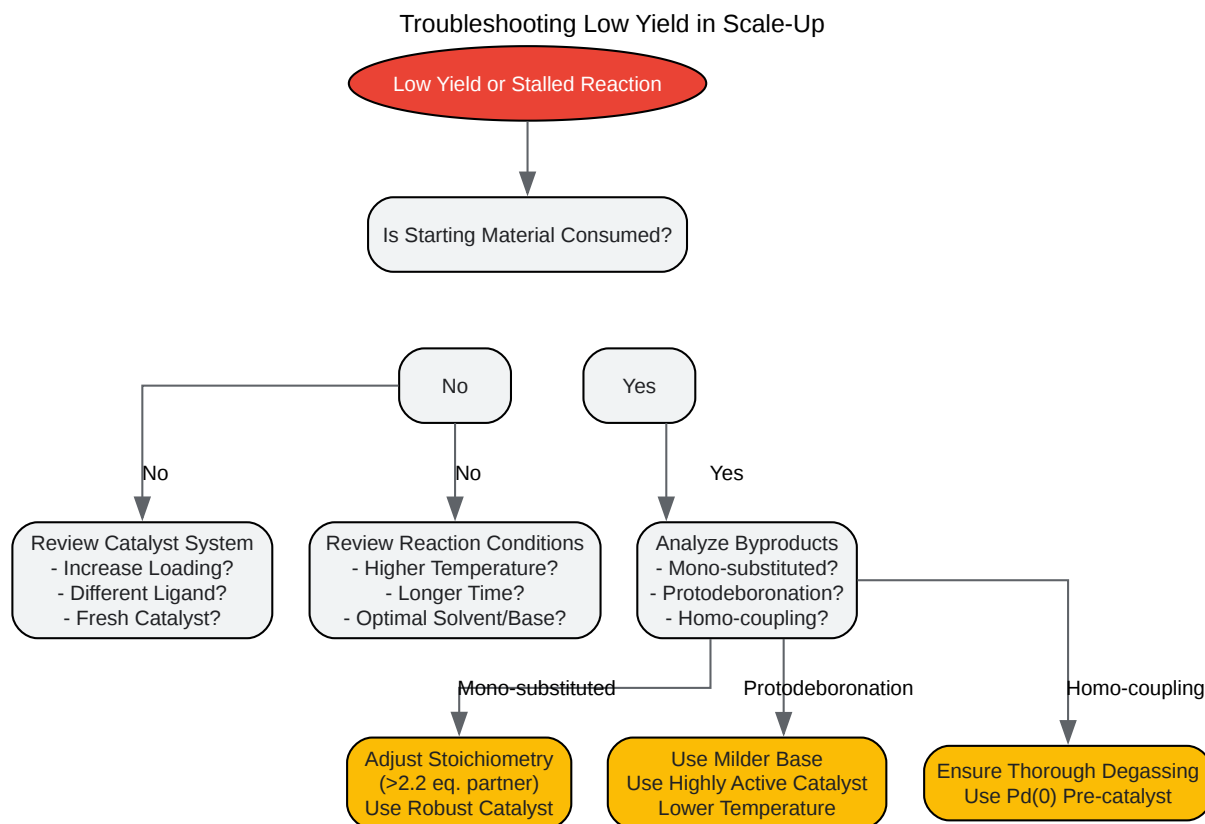 Troubleshooting Low Yield in Scale-Up
Low Yield or Stalled Reaction
Is Starting Material Consumed?
No
Yes
No
No
Yes
Review Catalyst System
- Increase Loading?
- Different Ligand?
- Fresh Catalyst?
Review Reaction Conditions
- Higher Temperature?
- Longer Time?
- Optimal Solvent/Base?
Analyze Byproducts
- Mono-substituted?
- Protodeboronation?
- Homo-coupling?
Mono-substituted
Protodeboronation
Homo-coupling
Adjust Stoichiometry
(>2.2 eq. partner)
Use Robust Catalyst
Use Milder Base
Use Highly Active Catalyst
Lower Temperature
Ensure Thorough Degassing
Use Pd(0) Pre-catalyst